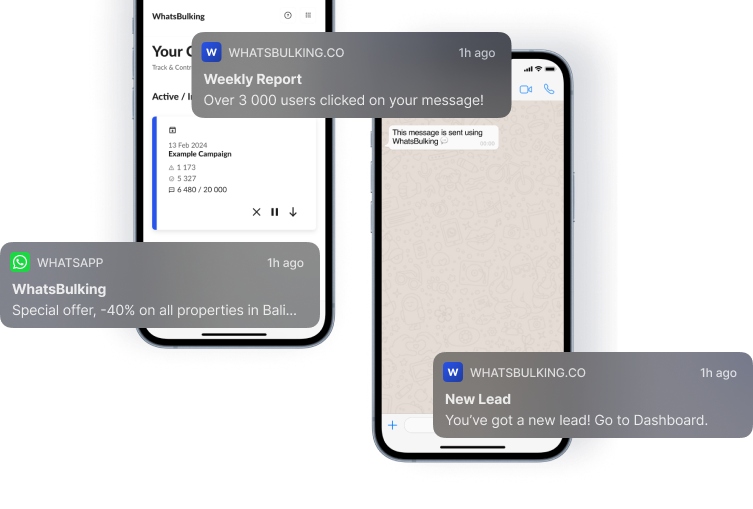 WhatsBulking
W WHATSBULKING.CO 1h ago
Weekly Report
Over 3 000 users clicked on your message!
Your
Track & Contr
Active / In
13 Feb 2024
Example Campaign
1 173
5 327
6 480 / 20 000
This message is sent using
WhatsBulking
00:00
WHATSAPP 1h ago
WhatsBulking
Special offer, -40% on all properties in Bali...
W WHATSBULKING.CO 1h ago
New Lead
You've got a new lead! Go to Dashboard.